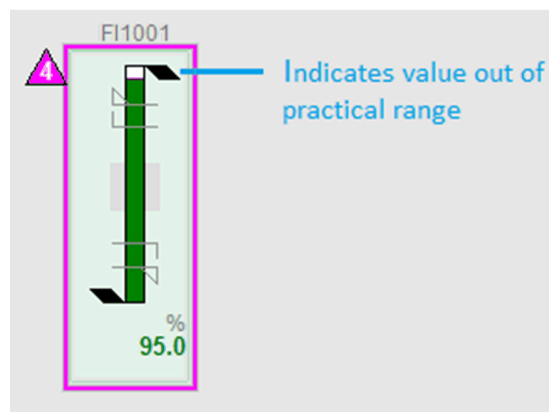 FI1001
4
Indicates value out of
practical range
%
95.0